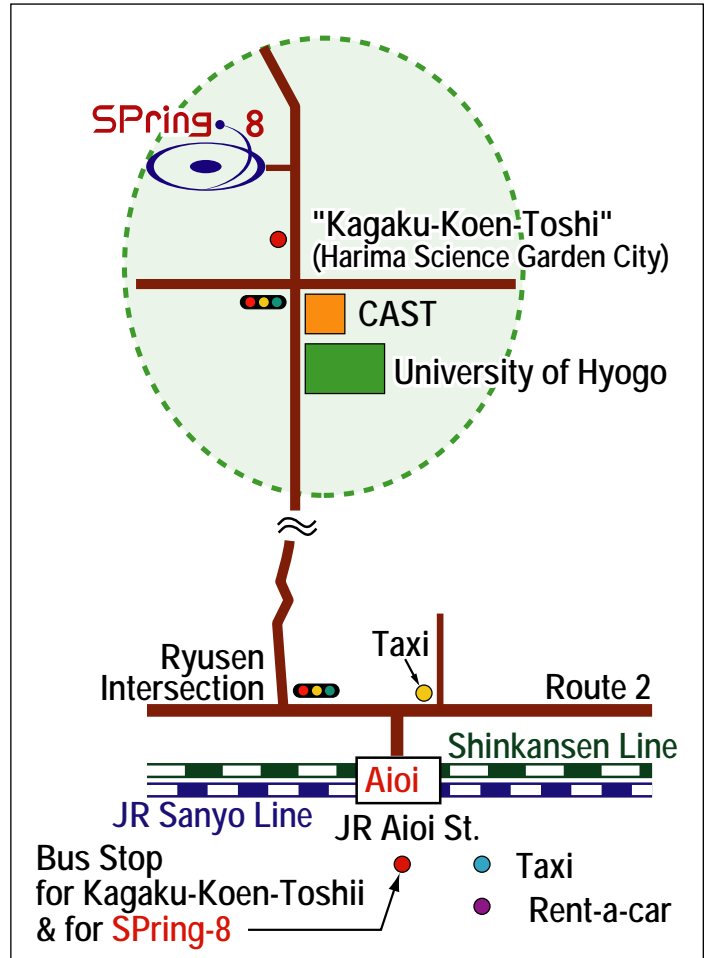 SPring-8
"Kagaku-Koen-Toshi"
(Harima Science Garden City)
CAST
University of Hyogo
Taxi
Ryusen
Intersection
Route 2
Shinkansen Line
Aioi
JR Sanyo Line
JR Aioi St.
Bus Stop
for Kagaku-Koen-Toshii
& for SPring-8
Taxi
Rent-a-car